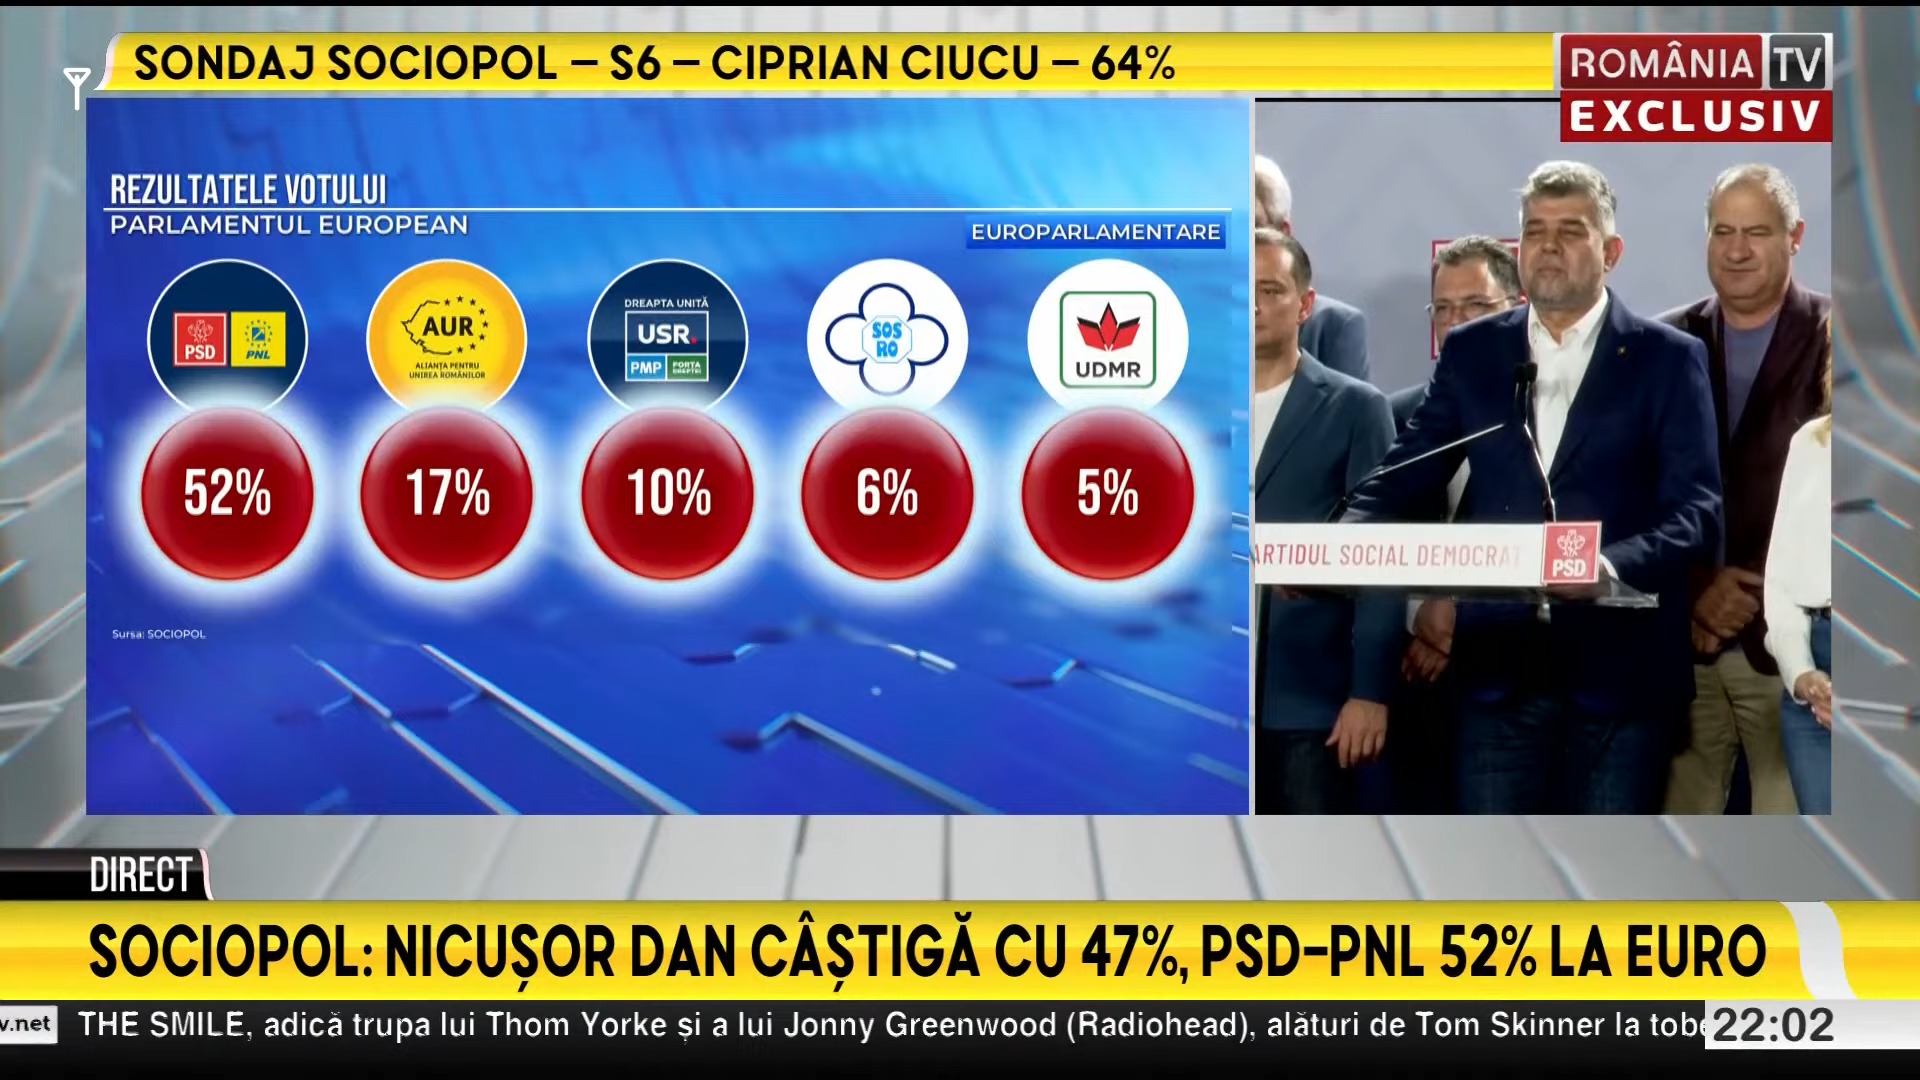 SONDAJ SOCIOPOL – S6 – CIPRIAN CIUCU – 64%
ROMÂNIA TV
EXCLUSIV
REZULTATELE VOTULUI
PARLAMENTUL EUROPEAN
EUROPARLAMENTARE
PSD
PNL
AUR
ALIANȚA PENTRU
UNIREA ROMÂNILOR
DREAPTA UNITĂ
USR.
PMP
FORȚA
DREPTEI
SOS
RO
UDMR
52%
17%
10%
6%
5%
Sursa: SOCIOPOL
ARTIDUL SOCIAL DEMOCRAT
PSD
DIRECT
SOCIOPOL: NICUȘOR DAN CÂȘTIGĂ CU 47%, PSD-PNL 52% LA EURO
v.net
THE SMILE, adică trupa lui Thom Yorke și a lui Jonny Greenwood (Radiohead), alături de Tom Skinner la tobe
22:02